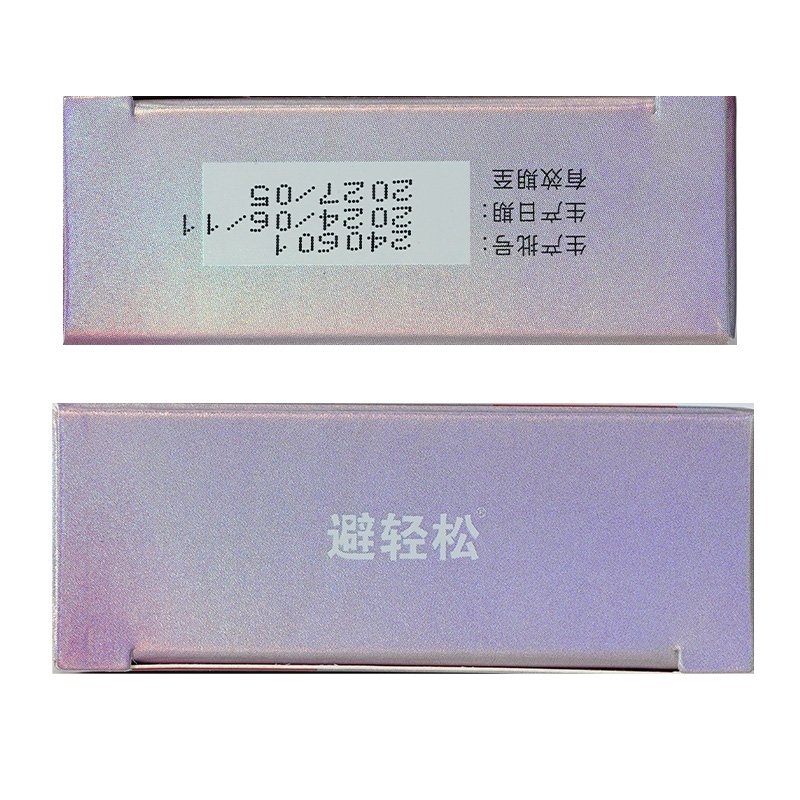 生产批号: 240601
生产日期: 2024/06/11
有效期至 2027/05
避轻松®